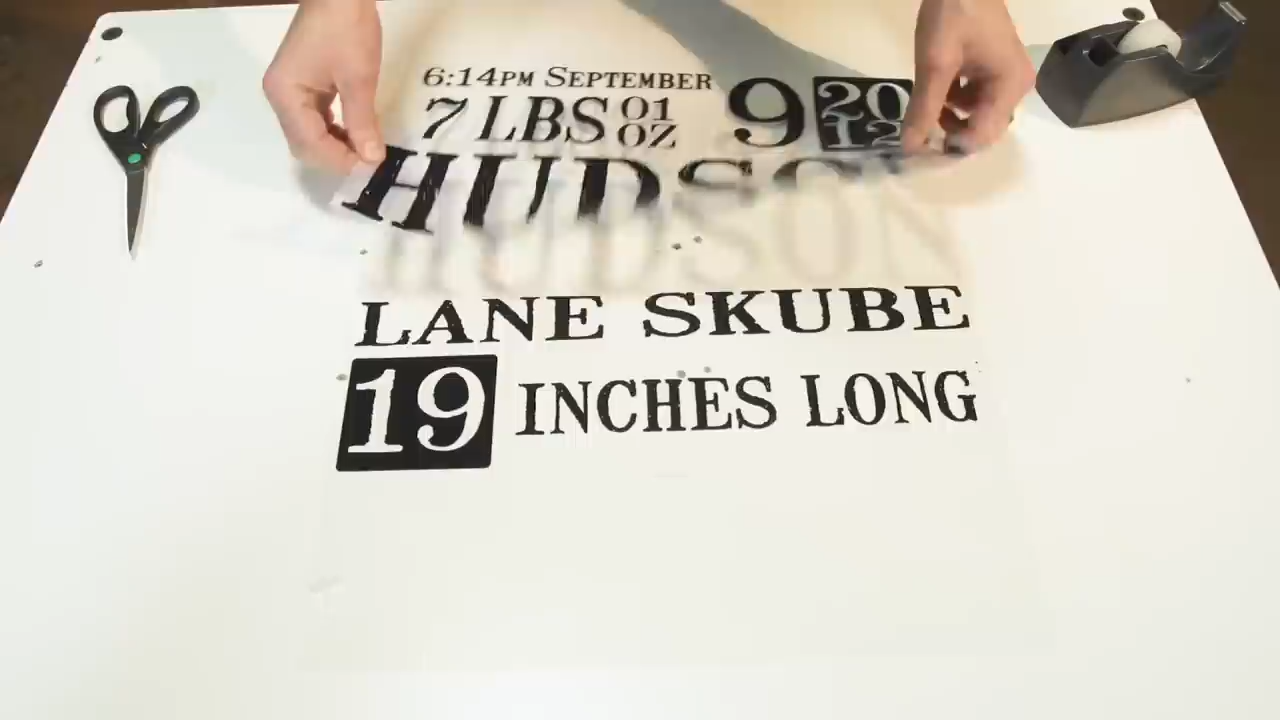 6:14PM SEPTEMBER
7 LBS 01 OZ
9 20 12
HUDSON
LANE SKUBE
19 INCHES LONG